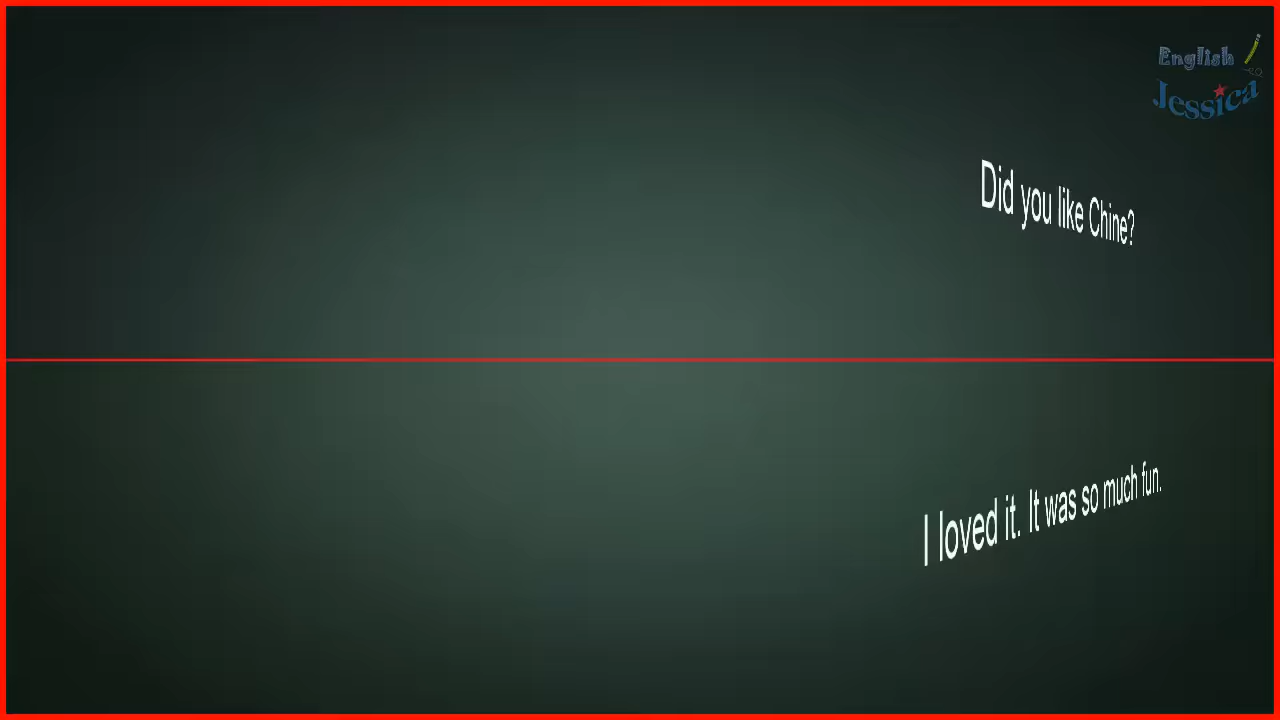 English
Jessica
Did you like Chine?
I loved it. It was so much fun.